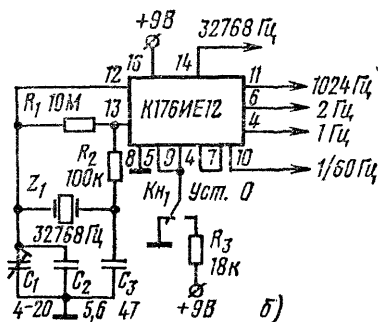 +9В
32768 Гц
16
14
12
11
1024 Гц
R1 10М
13
К176ИЕ12
6
2 Гц
4
1 Гц
R2
100к
8 5 9 4 7 10
1/60 Гц
Кн1
Уст. 0
Z1
32768 Гц
R3
18к
C1
C2
C3
4-20
5,6
47
+9В
б)